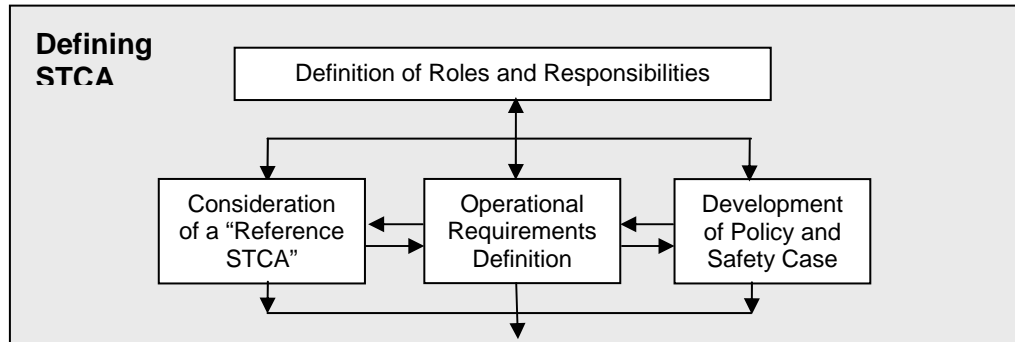 Defining
STCA
Definition of Roles and Responsibilities
Consideration
of a “Reference
STCA”
Operational
Requirements
Definition
Development
of Policy and
Safety Case